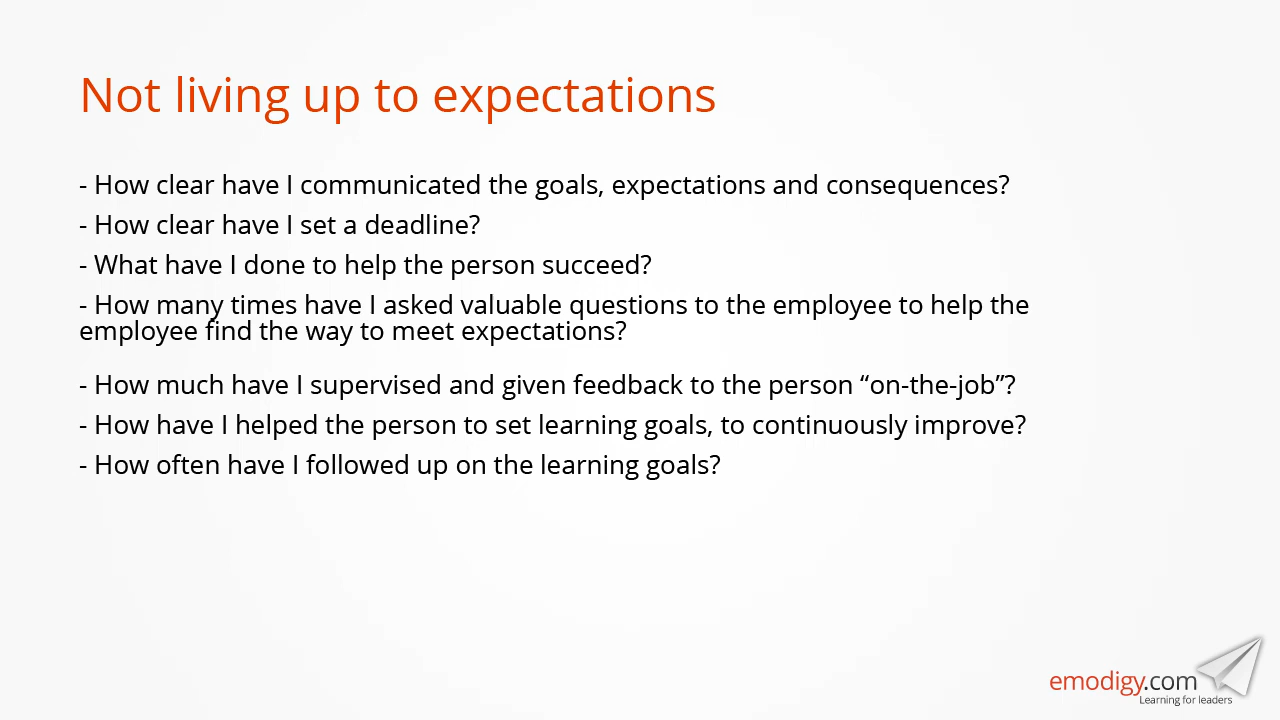 Not living up to expectations
- How clear have I communicated the goals, expectations and consequences?
- How clear have I set a deadline?
- What have I done to help the person succeed?
- How many times have I asked valuable questions to the employee to help the
employee find the way to meet expectations?
- How much have I supervised and given feedback to the person “on-the-job”?
- How have I helped the person to set learning goals, to continuously improve?
- How often have I followed up on the learning goals?
emodigy.com
Learning for leaders